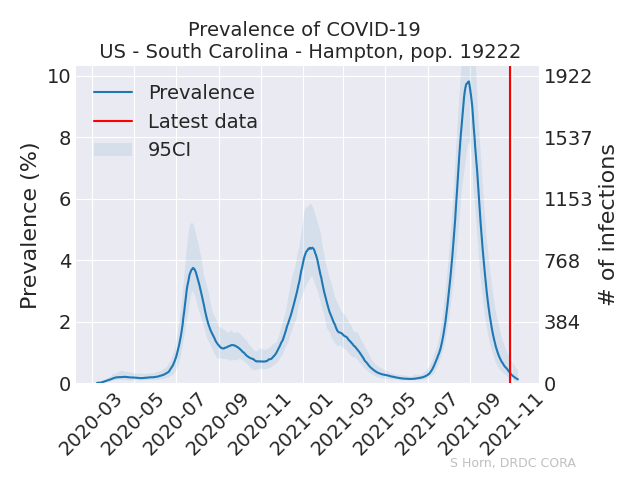 Prevalence of COVID-19
US - South Carolina - Hampton, pop. 19222
Prevalence
Latest data
95CI
Prevalence (%)
10
8
6
4
2
0
1922
1537
1153
768
384
0
# of infections
2020-03
2020-05
2020-07
2020-09
2020-11
2021-01
2021-03
2021-05
2021-07
2021-09
2021-11
S Horn, DRDC CORA